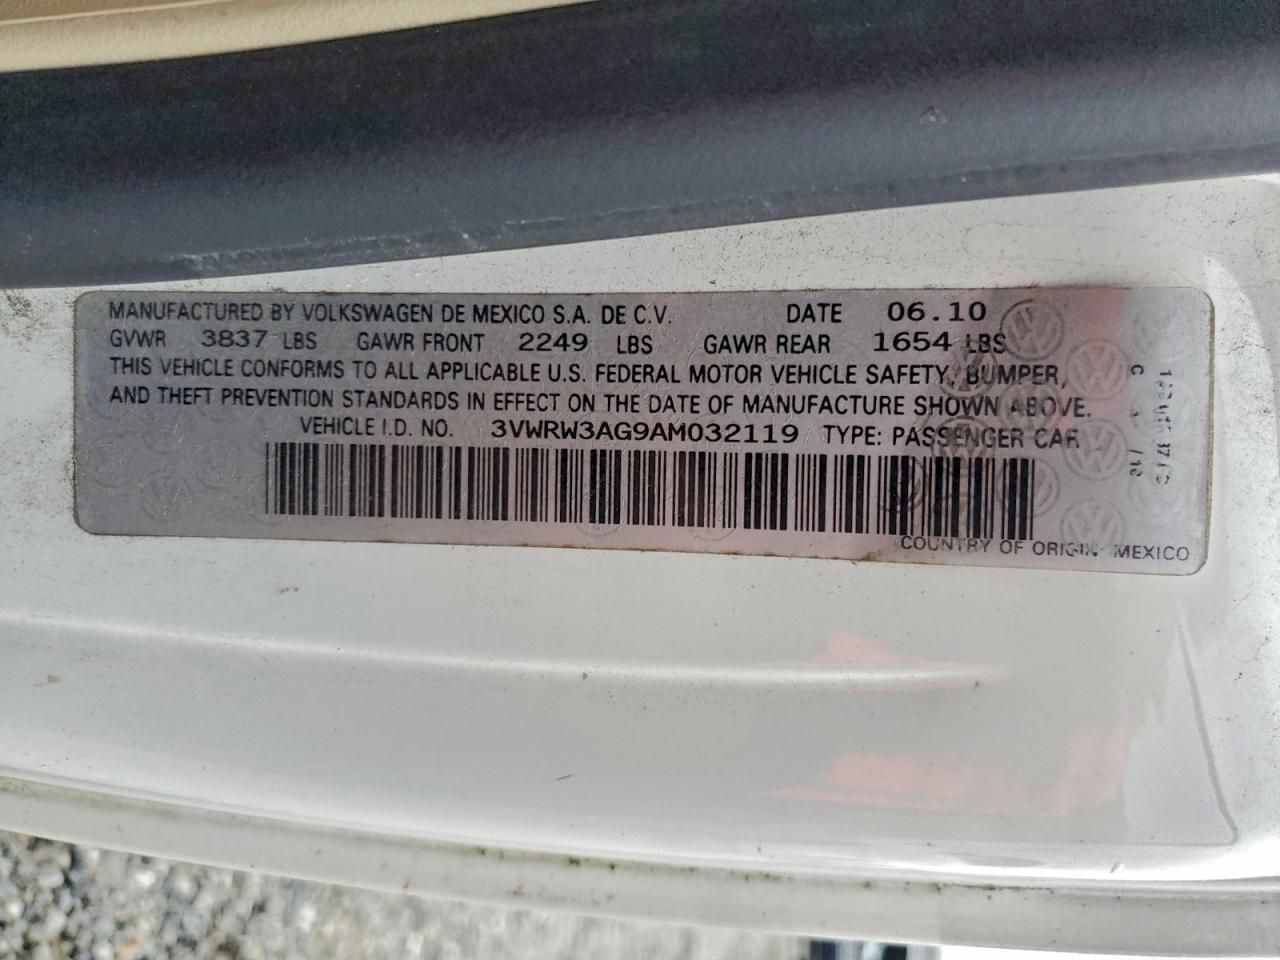 MANUFACTURED BY VOLKSWAGEN DE MEXICO S.A. DE C.V. DATE 06.10
GVWR 3837 LBS GAWR FRONT 2249 LBS GAWR REAR 1654 LBS
THIS VEHICLE CONFORMS TO ALL APPLICABLE U.S. FEDERAL MOTOR VEHICLE SAFETY, BUMPER,
AND THEFT PREVENTION STANDARDS IN EFFECT ON THE DATE OF MANUFACTURE SHOWN ABOVE.
VEHICLE I.D. NO. 3VWRW3AG9AM032119 TYPE: PASSENGER CAR
COUNTRY OF ORIGIN: MEXICO